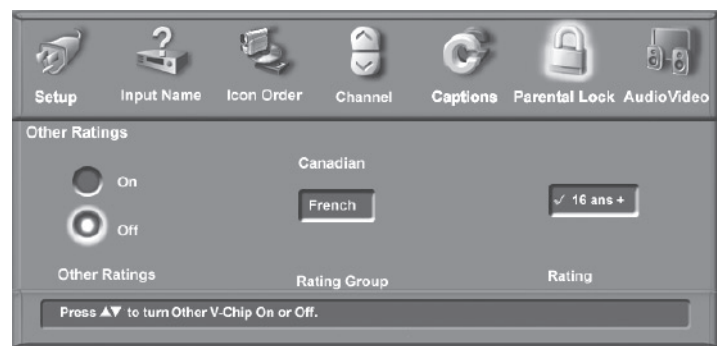 Setup Input Name Icon Order Channel Captions Parental Lock AudioVideo
Other Ratings
Canadian
On
French
✓ 16 ans +
Off
Other Ratings Rating Group Rating
Press ▲▼ to turn Other V-Chip On or Off.